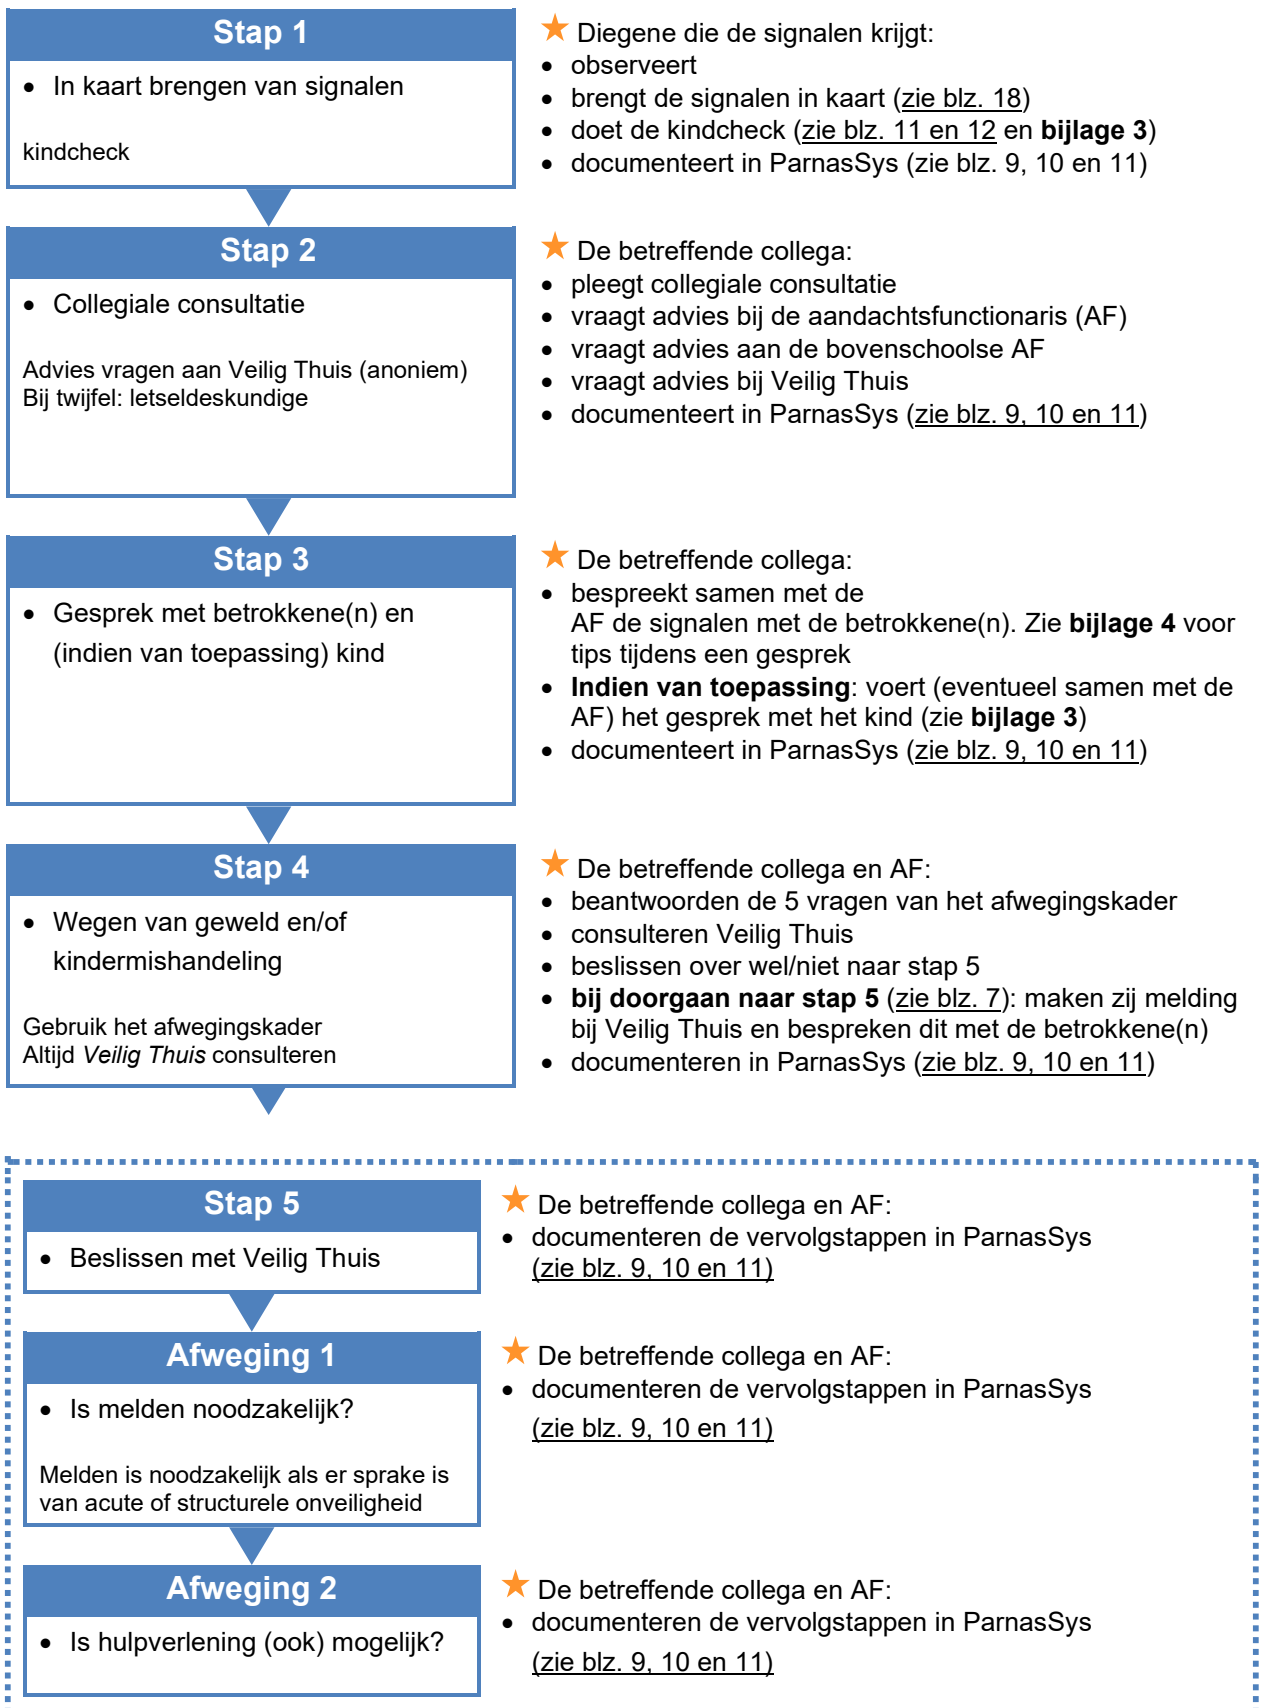 Stap 1
• In kaart brengen van signalen
kindcheck
★ Diegene die de signalen krijgt:
• observeert
• brengt de signalen in kaart (zie blz. 18)
• doet de kindcheck (zie blz. 11 en 12 en bijlage 3)
• documenteert in ParnasSys (zie blz. 9, 10 en 11)
Stap 2
• Collegiale consultatie
Advies vragen aan Veilig Thuis (anoniem)
Bij twijfel: letseldeskundige
★ De betreffende collega:
• pleegt collegiale consultatie
• vraagt advies bij de aandachtsfunctionaris (AF)
• vraagt advies aan de bovenschoolse AF
• vraagt advies bij Veilig Thuis
• documenteert in ParnasSys (zie blz. 9, 10 en 11)
Stap 3
• Gesprek met betrokkene(n) en
(indien van toepassing) kind
★ De betreffende collega:
• bespreekt samen met de
AF de signalen met de betrokkene(n). Zie bijlage 4 voor
tips tijdens een gesprek
• Indien van toepassing: voert (eventueel samen met de
AF) het gesprek met het kind (zie bijlage 3)
• documenteert in ParnasSys (zie blz. 9, 10 en 11)
Stap 4
• Wegen van geweld en/of
kindermishandeling
Gebruik het afwegingskader
Altijd Veilig Thuis consulteren
★ De betreffende collega en AF:
• beantwoorden de 5 vragen van het afwegingskader
• consulteren Veilig Thuis
• beslissen over wel/niet naar stap 5
• bij doorgaan naar stap 5 (zie blz. 7): maken zij melding
bij Veilig Thuis en bespreken dit met de betrokkene(n)
• documenteren in ParnasSys (zie blz. 9, 10 en 11)
Stap 5
• Beslissen met Veilig Thuis
★ De betreffende collega en AF:
• documenteren de vervolgstappen in ParnasSys
(zie blz. 9, 10 en 11)
Afweging 1
• Is melden noodzakelijk?
Melden is noodzakelijk als er sprake is
van acute of structurele onveiligheid
★ De betreffende collega en AF:
• documenteren de vervolgstappen in ParnasSys
(zie blz. 9, 10 en 11)
Afweging 2
• Is hulpverlening (ook) mogelijk?
★ De betreffende collega en AF:
• documenteren de vervolgstappen in ParnasSys
(zie blz. 9, 10 en 11)